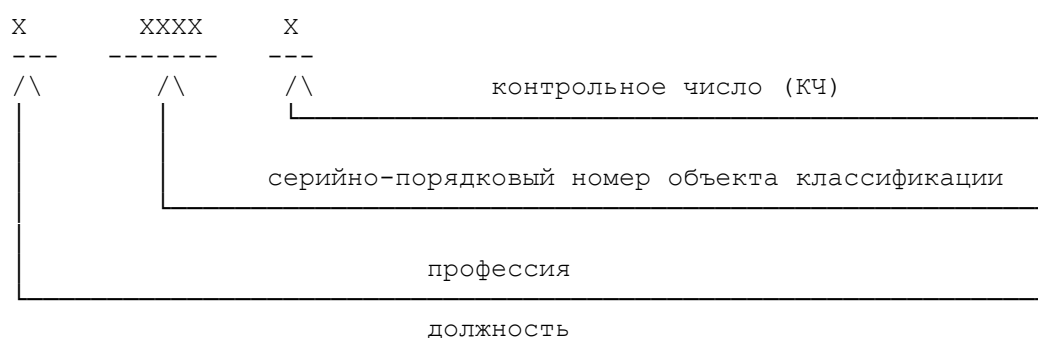 X XXXX X
--- ------- ---
/\ /\ /\ контрольное число (КЧ)
серийно-порядковый номер объекта классификации
профессия
должность